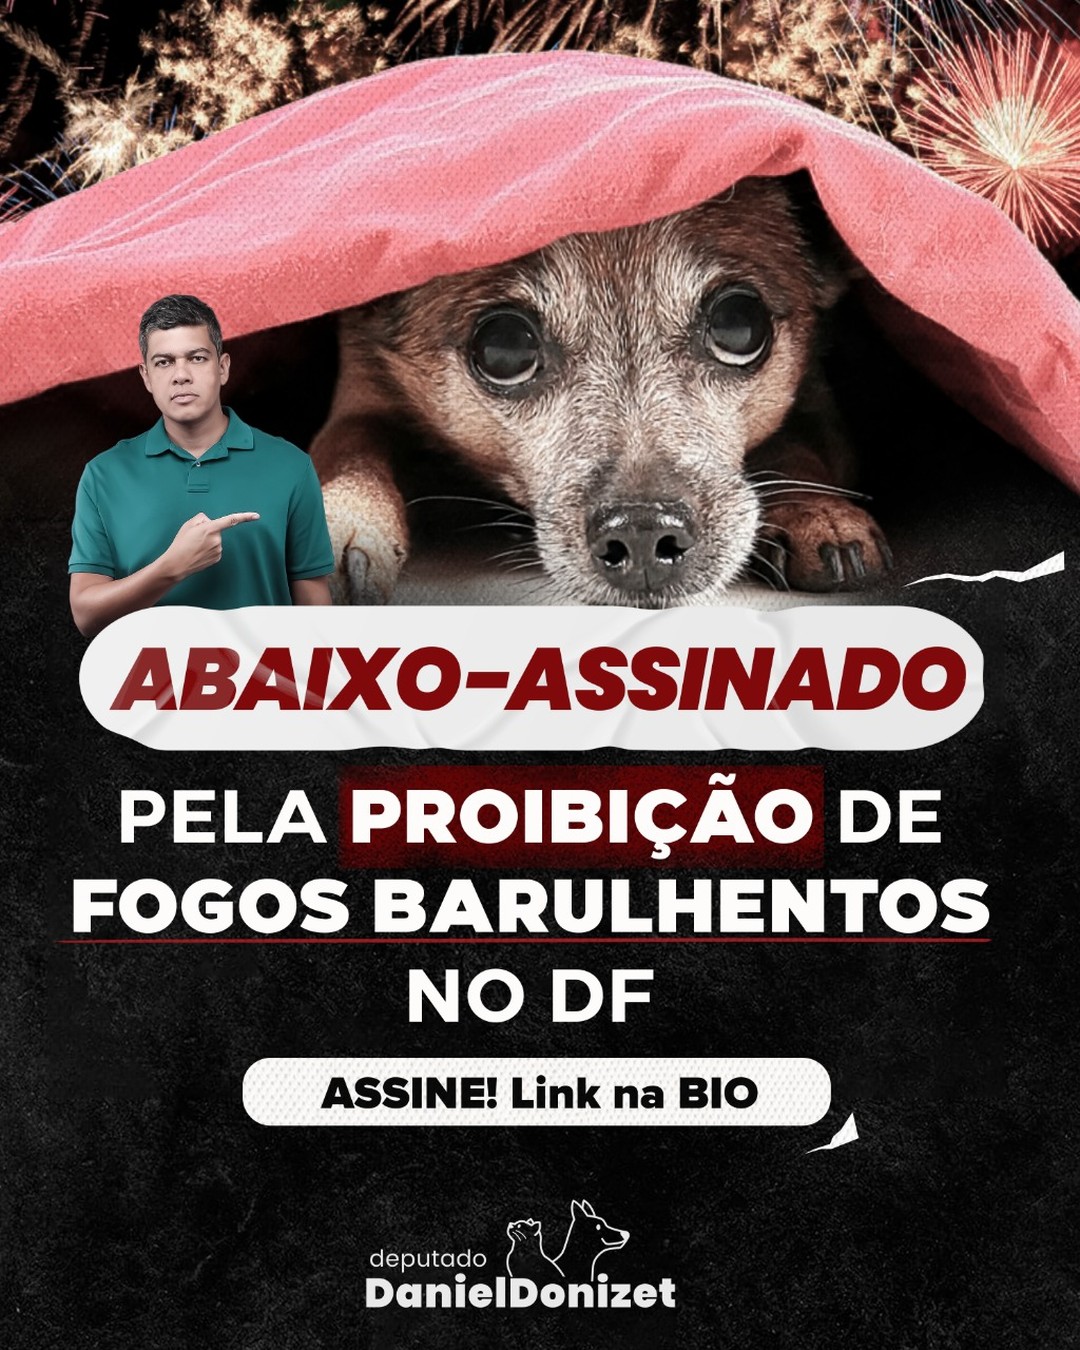 ABAIXO-ASSINADO
PELA PROIBIÇÃO DE
FOGOS BARULHENTOS
NO DF
ASSINE! Link na BIO
deputado
DanielDonizet